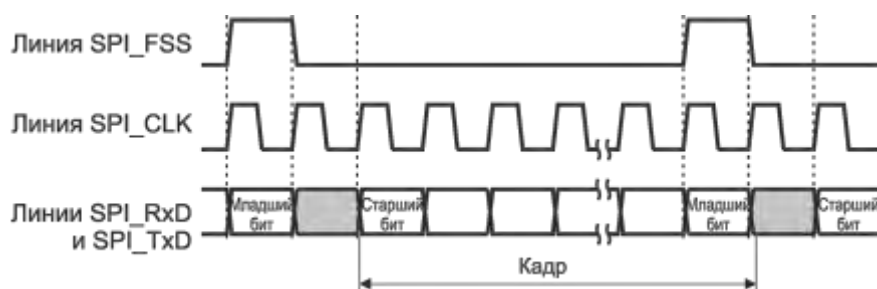 Линия SPI_FSS
Линия SPI_CLK
Линии SPI_RxD
и SPI_TxD
Младший
бит
Старший
бит
Младший
бит
Старший
бит
Кадр